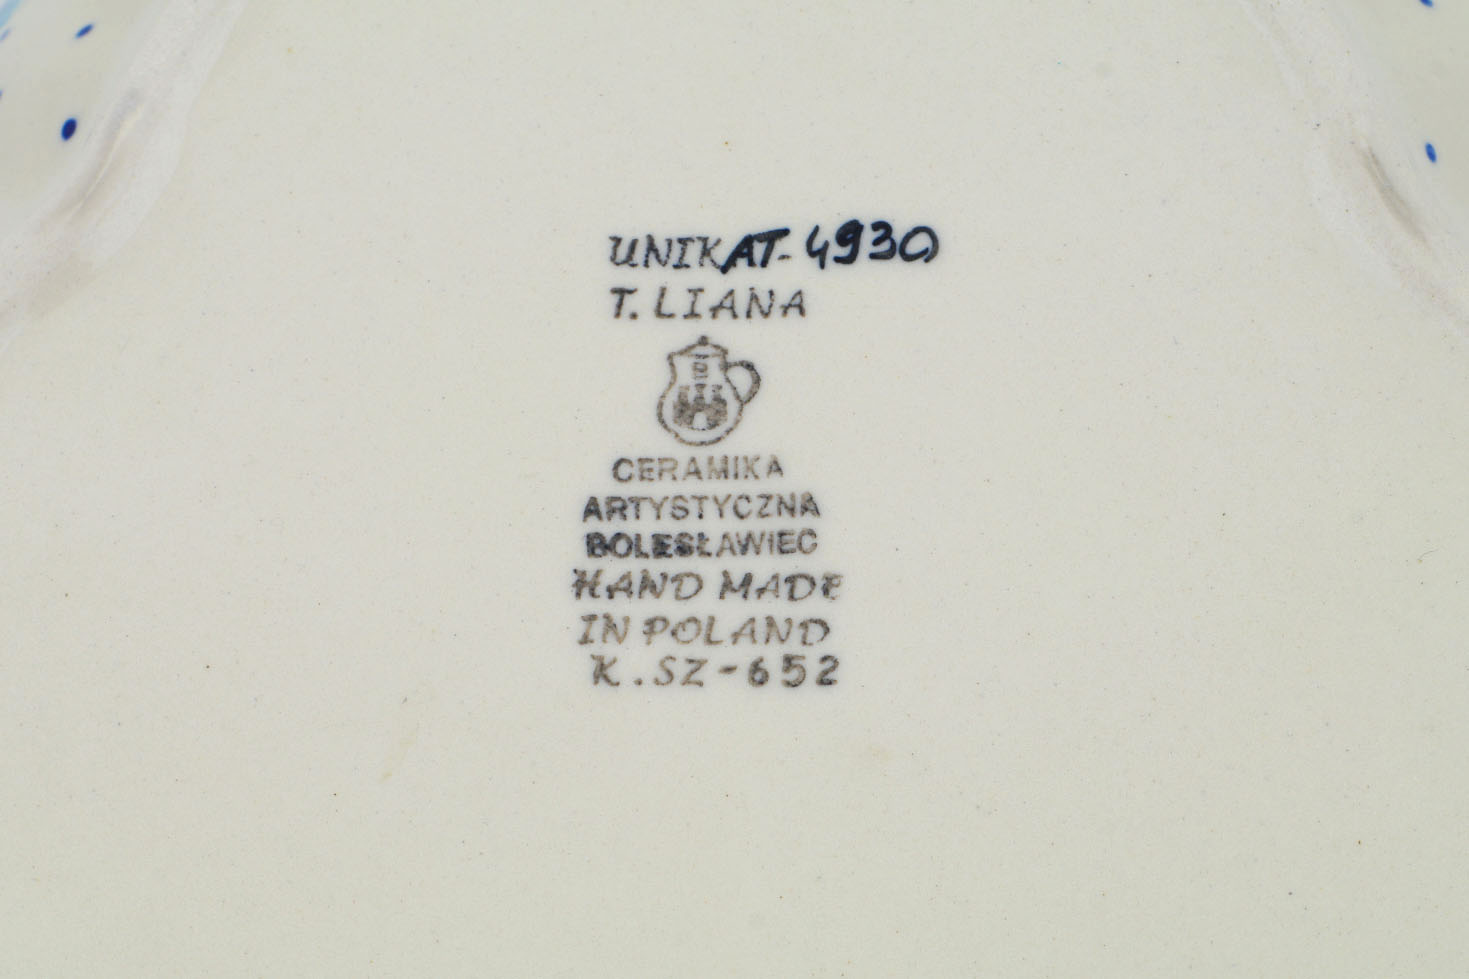 UNIKAT-4930
T. LIANA
CERAMIKA
ARTYSTYCZNA
BOLESŁAWIEC
HAND MADE
IN POLAND
K.SZ-652